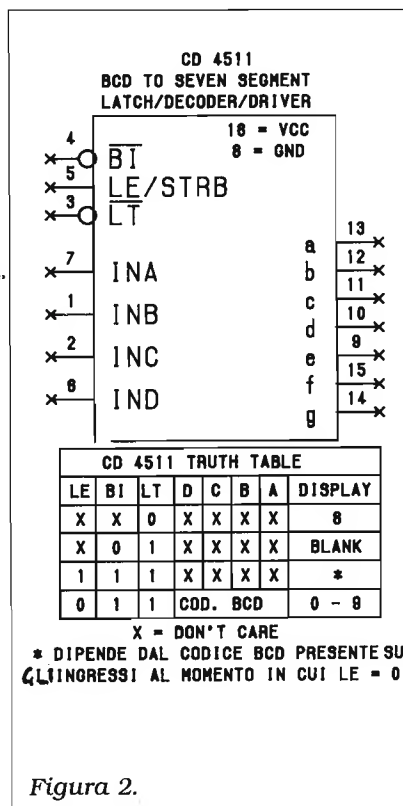 CD 4511
BCD TO SEVEN SEGMENT
LATCH/DECODER/DRIVER
16 = VCC
8 = GND
4 BI
5 LE/STRB
3 LT
7 INA
1 INB
2 INC
6 IND
a 13
b 12
c 11
d 10
e 9
f 15
g 14
CD 4511 TRUTH TABLE
LE BI LT D C B A DISPLAY
X X 0 X X X X 8
X 0 1 X X X X BLANK
1 1 1 X X X X *
0 1 1 COD. BCD 0 - 9
X = DON'T CARE
* DIPENDE DAL CODICE BCD PRESENTE SU
GLI INGRESSI AL MOMENTO IN CUI LE = 0
Figura 2.